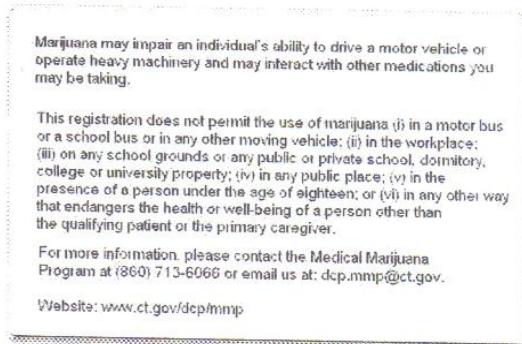 Marijuana may impair an individual's ability to drive a motor vehicle or
operate heavy machinery and may interact with other medications you
may be taking.
This registration does not permit the use of marijuana (i) in a motor bus
or a school bus or in any other moving vehicle; (ii) in the workplace;
(iii) on any school grounds or any public or private school, dormitory,
college or university property; (iv) in any public place; (v) in the
presence of a person under the age of eighteen; or (vi) in any other way
that endangers the health or well-being of a person other than
the qualifying patient or the primary caregiver.
For more information, please contact the Medical Marijuana
Program at (860) 713-6066 or email us at: dcp.mmp@ct.gov.
Website: www.ct.gov/dcp/mmp